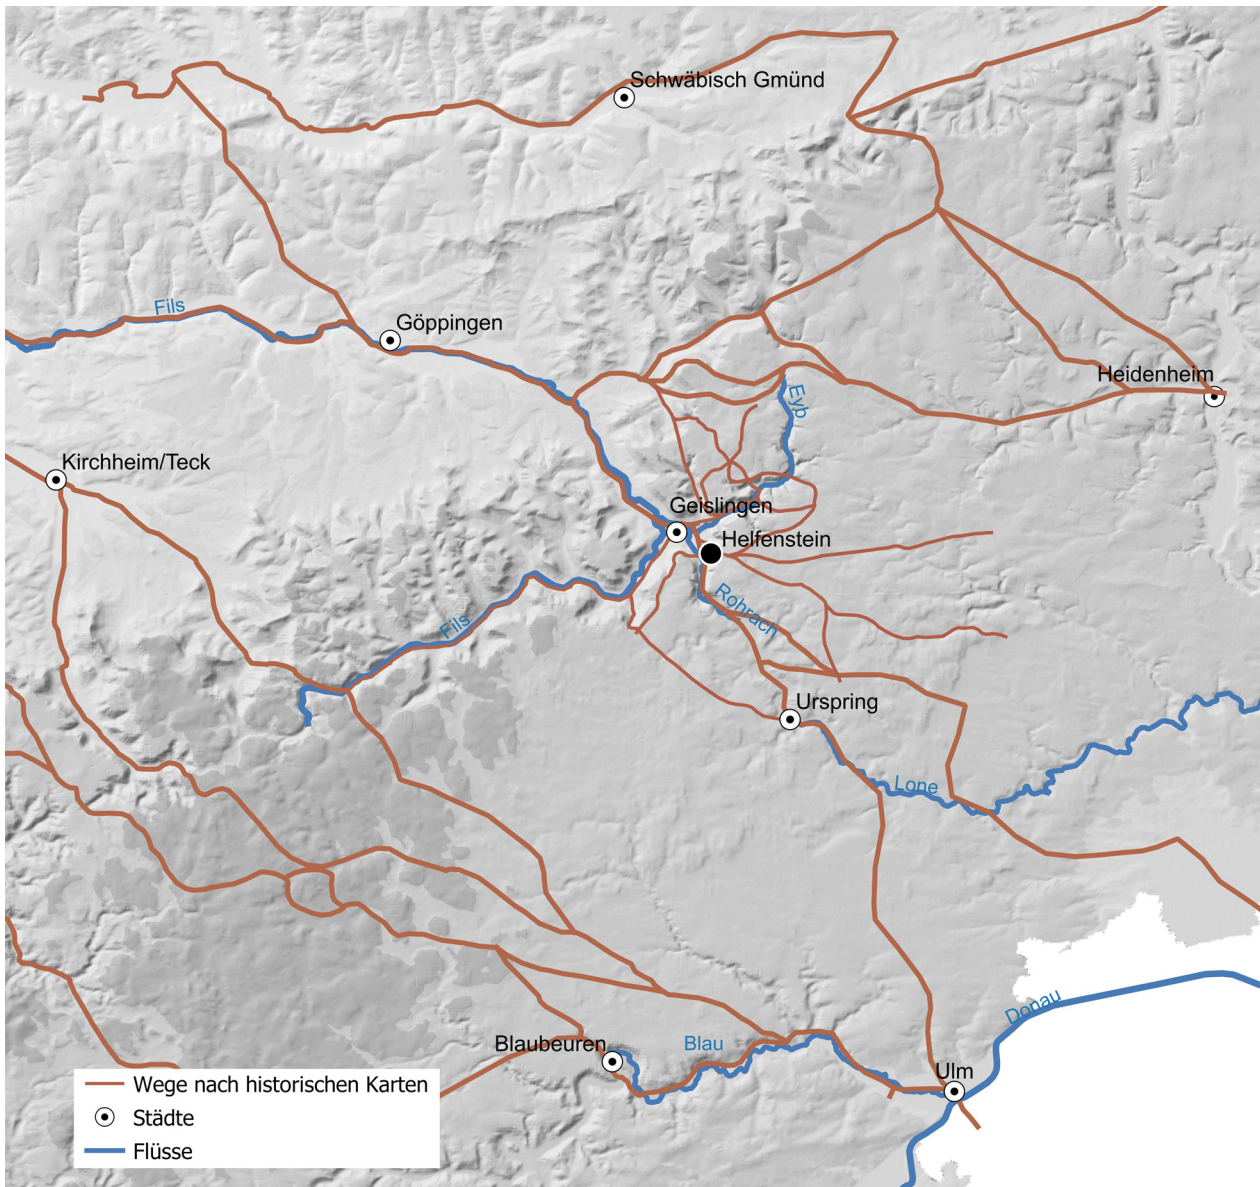 Schwäbisch Gmünd
Fils
Göppingen
Heidenheim
Eyb
Kirchheim/Teck
Geislingen
Helfenstein
Rohrach
Fils
Urspring
Lone
Donau
Blaubeuren
Blau
Ulm
Wege nach historischen Karten
Städte
Flüsse